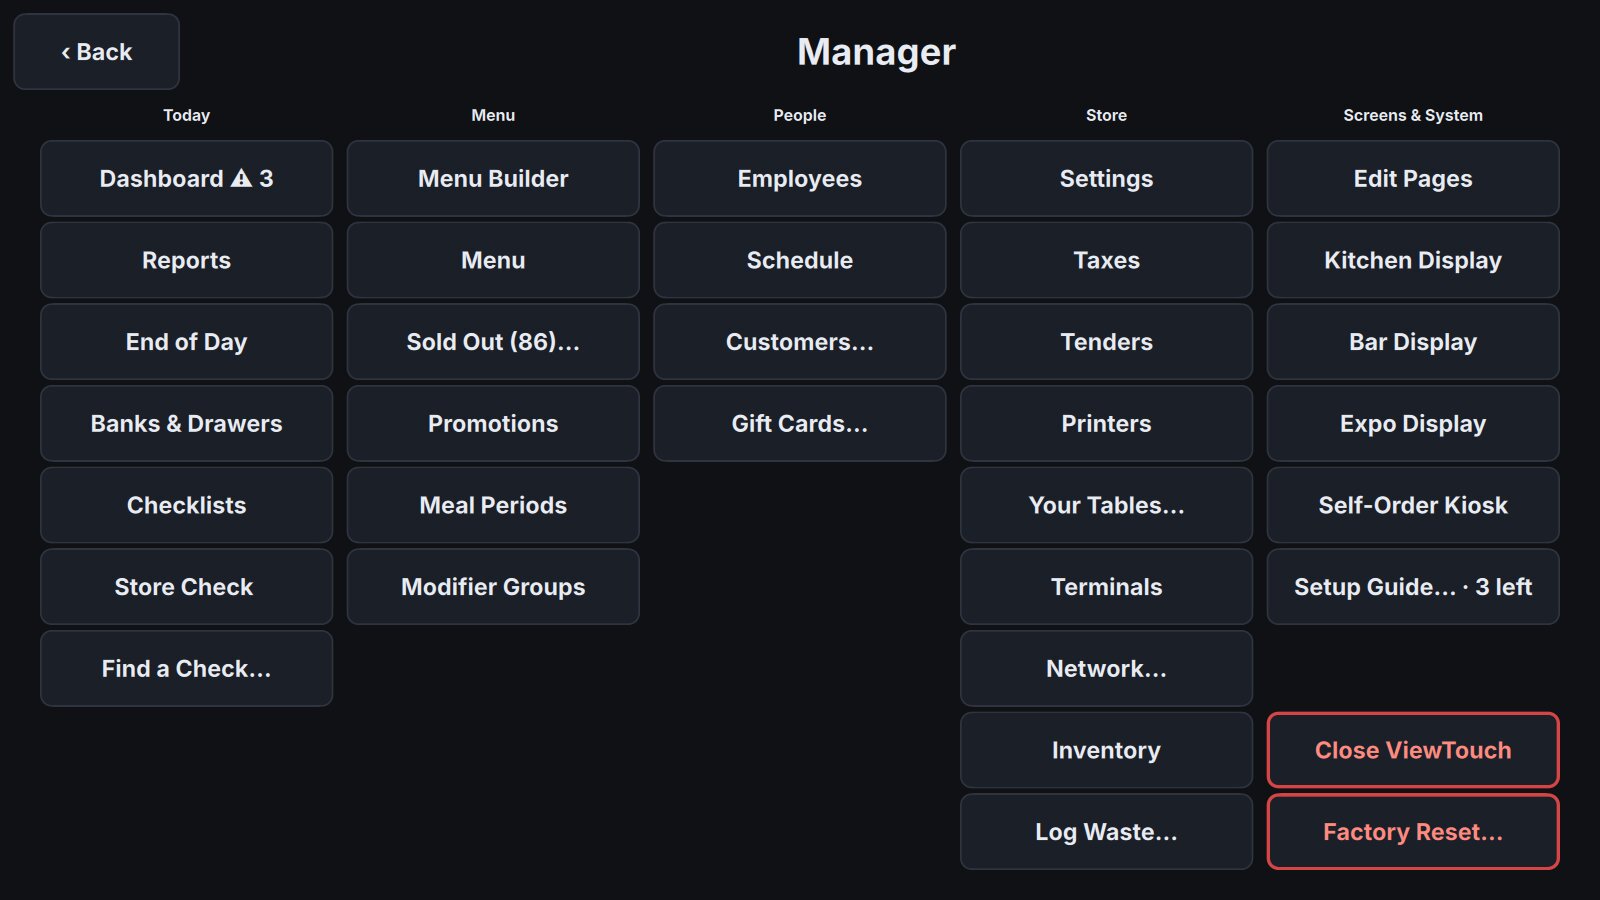 ‹ Back
Manager
Today
Dashboard ⚠ 3
Reports
End of Day
Banks & Drawers
Checklists
Store Check
Find a Check…
Menu
Menu Builder
Menu
Sold Out (86)…
Promotions
Meal Periods
Modifier Groups
People
Employees
Schedule
Customers…
Gift Cards…
Store
Settings
Taxes
Tenders
Printers
Your Tables…
Terminals
Network…
Inventory
Log Waste…
Screens & System
Edit Pages
Kitchen Display
Bar Display
Expo Display
Self-Order Kiosk
Setup Guide… · 3 left
Close ViewTouch
Factory Reset…